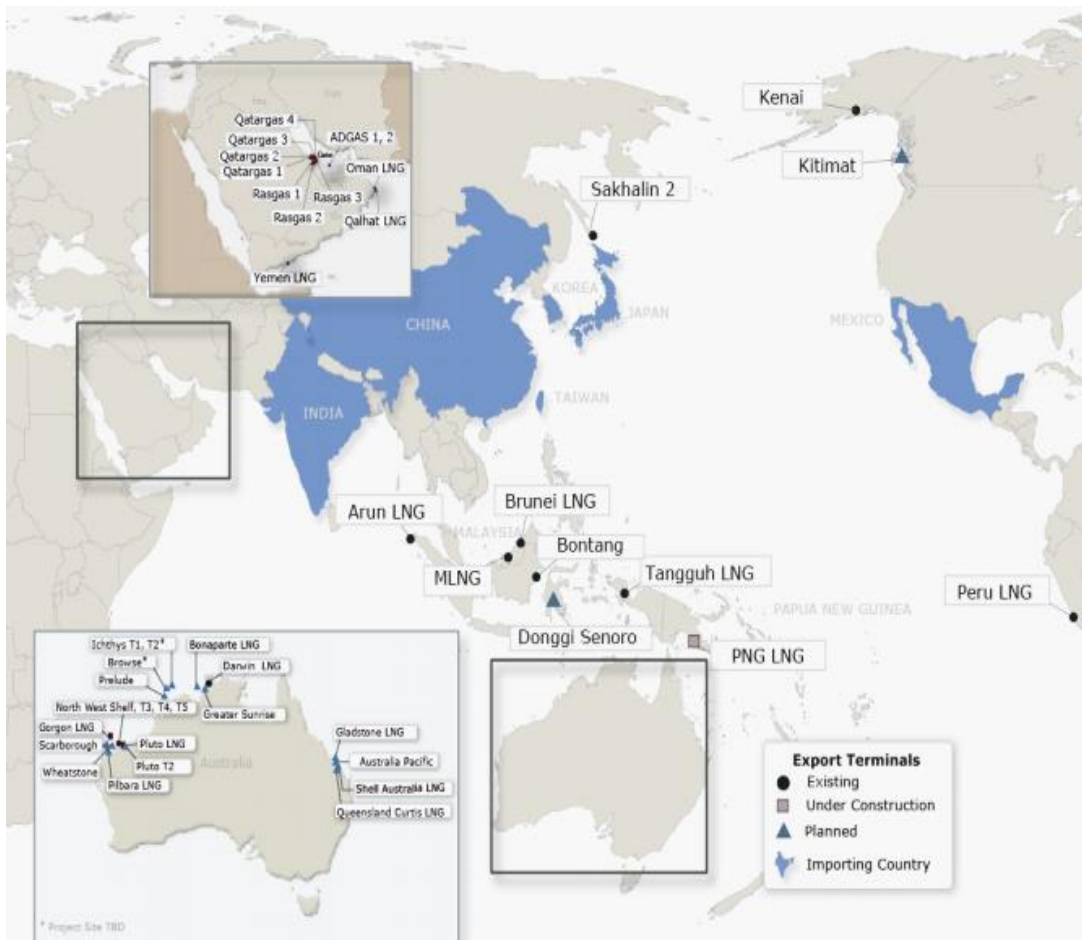 Kenai
Kitimat
Qatargas 4
Qatargas 3
ADGAS 1, 2
Qatargas 2
Oman LNG
Qatargas 1
Rasgas 1
Rasgas 3
Rasgas 2
Qalhat LNG
Yemen LNG
Sakhalin 2
KOREA
JAPAN
CHINA
MEXICO
TAIWAN
INDIA
Arun LNG
Brunei LNG
MALAYSIA
Bontang
MLNG
Tangguh LNG
Peru LNG
PAPUA NEW GUINEA
Donggi Senoro
PNG LNG
Ichthys T1, T2*
Bonaparte LNG
Browse*
Darwin LNG
Prelude
North West Shelf, T3, T4, T5
Greater Sunrise
Gorgon LNG
Scarborough
Pluto LNG
Wheatstone
Pluto T2
Pilbara LNG
Australia
Gladstone LNG
Australia Pacific
Shell Australia LNG
Queensland Curtis LNG
* Project Site TBD
Export Terminals
Existing
Under Construction
Planned
Importing Country